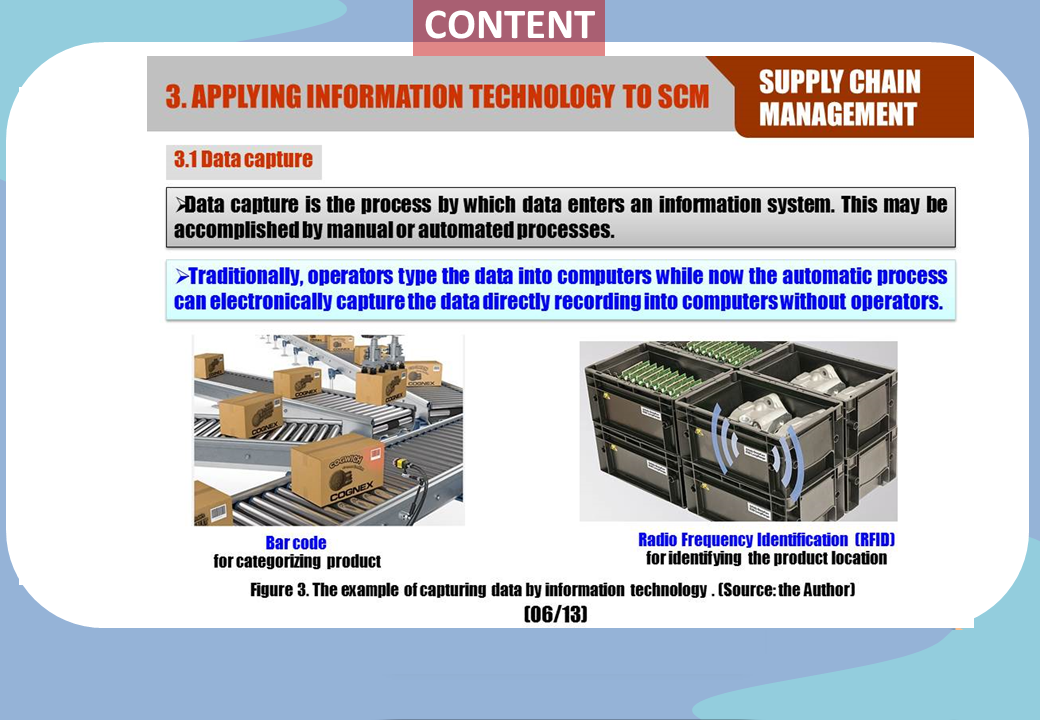 CONTENT
3. APPLYING INFORMATION TECHNOLOGY TO SCM
SUPPLY CHAIN
MANAGEMENT
3.1 Data capture
➢Data capture is the process by which data enters an information system. This may be
accomplished by manual or automated processes.
➢Traditionally, operators type the data into computers while now the automatic process
can electronically capture the data directly recording into computers without operators.
COGNEX
COGNEX
COGNEX
COGNEX
COGNEX
COGWICH
COGNEX
Bar code
for categorizing product
Radio Frequency Identification (RFID)
for identifying the product location
Figure 3. The example of capturing data by information technology . (Source: the Author)
(06/13)